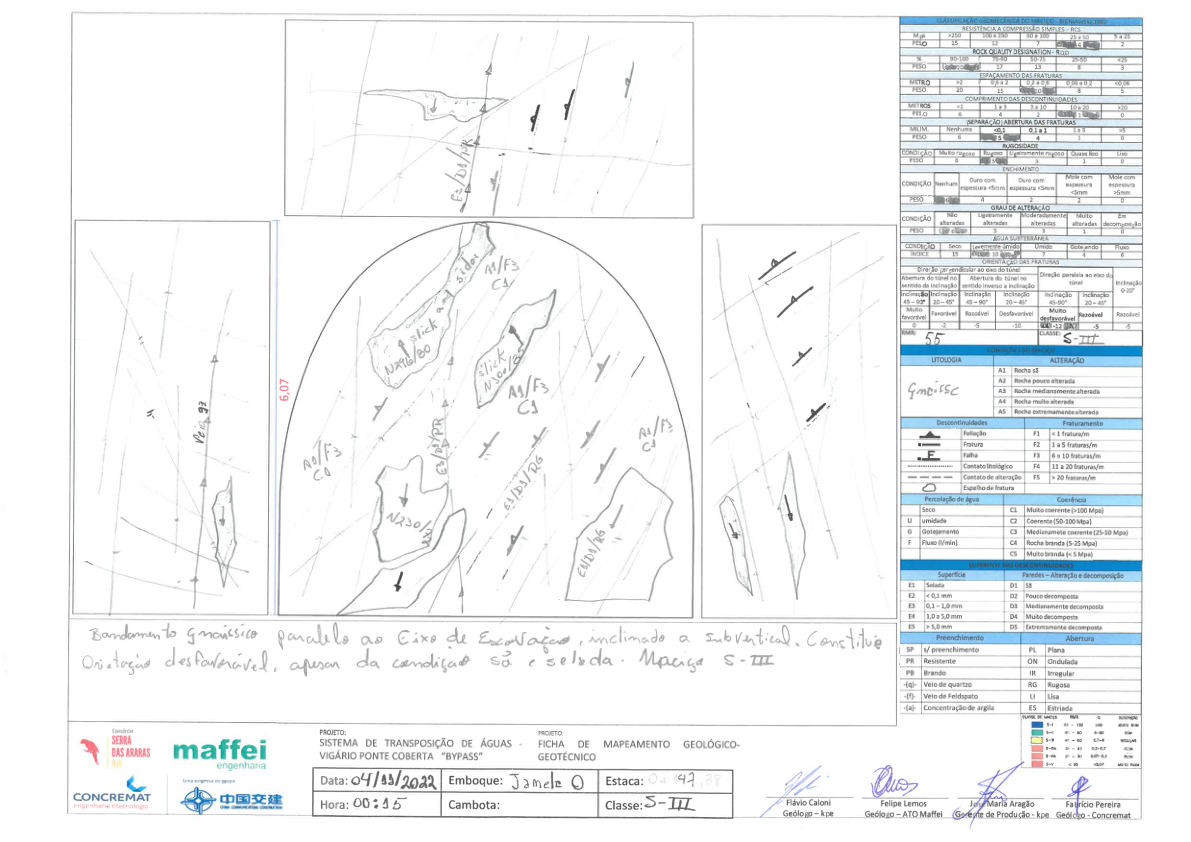 E3/D3/PR
slick and slides
A1/F3
C1
N296/80
slick
A1/F3
C1
A1/F3
C1
A1/F3
C1
E3/D3/PR
E3/D3/RG
6,07
Bandamento Gnaissico paralelo ao Eixo de Escavação, inclinado a subvertical. Constitui
Orientação desfavorável, apesar da condição sã e selada. Maciço S-III
CLASSIFICAÇÃO GEOMECÂNICA DO MACIÇO - BIENIAWSKI, 1989
RESISTÊNCIA A COMPRESSÃO SIMPLES - RCS
MPa >250 100 a 250 50 a 100 25 a 50 5 a 25
PESO 15 12 7 4 2
ROCK QUALITY DESIGNATION - RQD
% 90-100 75-90 50-75 25-50 <25
PESO 17 13 8 3
ESPAÇAMENTO DAS FRATURAS
METRO >2 0,6 a 2 0,2 a 0,6 0,06 a 0,2 <0,06
PESO 20 15 10 8 5
COMPRIMENTO DAS DESCONTINUIDADES
METROS <1 1 a 3 3 a 10 10 a 20 >20
PESO 6 4 2 1 0
(SEPARAÇÃO) ABERTURA DAS FRATURAS
MILIM. Nenhuma <0,1 0,1 a 1 1 a 5 >5
PESO 6 5 4 1 0
RUGOSIDADE
CONDIÇÃO Muito rugoso Rugoso Ligeiramente rugoso Quase liso Liso
PESO 6 5 3 1 0
ENCHIMENTO
CONDIÇÃO Nenhum Duro com espessura <5mm Duro com espessura <5mm Mole com espessura <5mm Mole com espessura >5mm
PESO 4 2 2 0
GRAU DE ALTERAÇÃO
CONDIÇÃO Não alteradas Ligeiramente alteradas Moderadamente alteradas Muito alteradas Em decomposição
PESO 5 3 1 0
ÁGUA SUBTERRÂNEA
CONDIÇÃO Seco Levemente úmido Úmido Gotejando Fluxo
ÍNDICE 15 10 7 4 6
ORIENTAÇÃO DAS FRATURAS
Direção perpendicular ao eixo do túnel
Direção paralela ao eixo do túnel
Inclinação 0-20°
Abertura do túnel no sentido da inclinação
Abertura do túnel no sentido inverso a inclinação
Inclinação 45 – 90° Inclinação 20 – 45° Inclinação 45 – 90° Inclinação 20 – 45° Inclinação 45-90° Inclinação 20 – 45°
Muito favorável Favorável Razoável Desfavorável Muito desfavorável Razoável Razoável
0 -2 -5 -10 -12 -5 -5
RMR: 55 CLASSE: S-III
LITOLOGIA ALTERAÇÃO
Gnaisse
A1 Rocha sã
A2 Rocha pouco alterada
A3 Rocha medianamente alterada
A4 Rocha muito alterada
A5 Rocha extremamente alterada
Descontinuidades Fraturamento
Foliação F1 < 1 fratura/m
Fratura F2 1 a 5 fraturas/m
F Falha F3 6 a 10 fraturas/m
Contato litológico F4 11 a 20 fraturas/m
Contato de alteração F5 > 20 fraturas/m
Espelho de fratura
Percolação de água Coerência
Seco C1 Muito coerente (>100 Mpa)
U umidade C2 Coerente (50-100 Mpa)
G Gotejamento C3 Medianamete coerente (25-50 Mpa)
F Fluxo (l/min) C4 Rocha branda (5-25 Mpa)
C5 Muito branda (< 5 Mpa)
SUPERFÍCIE DAS DESCONTINUIDADES
Superfície Paredes – Alteração e decomposição
E1 Selada D1 Sã
E2 < 0,1 mm D2 Pouco decomposta
E3 0,1 – 1,0 mm D3 Medianamente decomposta
E4 1,0 a 5,0 mm D4 Muito decomposta
E5 > 5,0 mm D5 Extremamente decomposta
Preenchimento Abertura
SP s/ preenchimento PL Plana
PR Resistente ON Ondulada
PB Brando IR Irregular
-(q)- Veio de quartzo RG Rugosa
-(f)- Veio de Feldspato LI Lisa
-(a)- Concentração de argila ES Estriada
Consórcio
SERRA
DAS ARARAS
maffei
engenharia
CONCREMAT
engenharia e tecnologia
Uma empresa do grupo
中国交建
PROJETO:
SISTEMA DE TRANSPOSIÇÃO DE ÁGUAS -
VIGÁRIO PONTE COBERTA "BYPASS"
PROJETO:
FICHA DE MAPEAMENTO GEOLÓGICO-
GEOTÉCNICO
Data: 04/11/2022 Emboque: Janela O Estaca:
Hora: 00:15 Cambota: Classe: S-III
Flávio Caloni
Geólogo – kpe
Felipe Lemos
Geólogo – ATO Maffei
José Maria Aragão
Gerente de Produção - kpe
Fabrício Pereira
Geólogo - Concremat